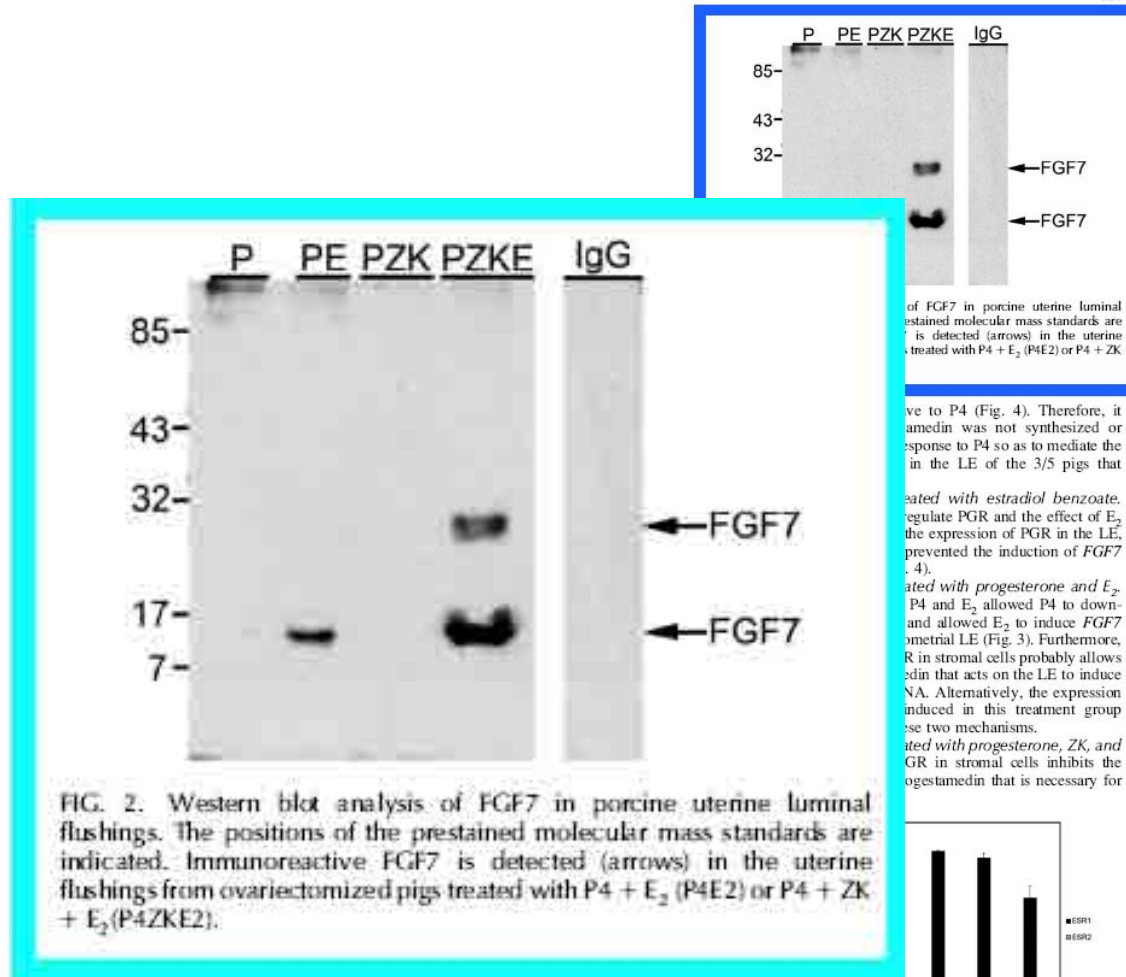 P PE PZK PZKE IgG
85-
43-
32-
←FGF7
←FGF7
of FGF7 in porcine uterine luminal
estained molecular mass standards are
is detected (arrows) in the uterine
treated with P4 + E2 (P4E2) or P4 + ZK
P PE PZK PZKE IgG
85-
43-
32-
←FGF7
17-
←FGF7
7-
FIG. 2. Western blot analysis of FGF7 in porcine uterine luminal
flushings. The positions of the prestained molecular mass standards are
indicated. Immunoreactive FGF7 is detected (arrows) in the uterine
flushings from ovariectomized pigs treated with P4 + E2 (P4E2) or P4 + ZK
+ E2(P4ZKE2).
ve to P4 (Fig. 4). Therefore, it
amedin was not synthesized or
esponse to P4 so as to mediate the
in the LE of the 3/5 pigs that
eated with estradiol benzoate.
regulate PGR and the effect of E2
the expression of PGR in the LE,
prevented the induction of FGF7
. 4).
ated with progesterone and E2.
P4 and E2 allowed P4 to down-
and allowed E2 to induce FGF7
ometrial LE (Fig. 3). Furthermore,
R in stromal cells probably allows
edin that acts on the LE to induce
NA. Alternatively, the expression
induced in this treatment group
ese two mechanisms.
ated with progesterone, ZK, and
GR in stromal cells inhibits the
ogestamedin that is necessary for
ESR1
ESR2